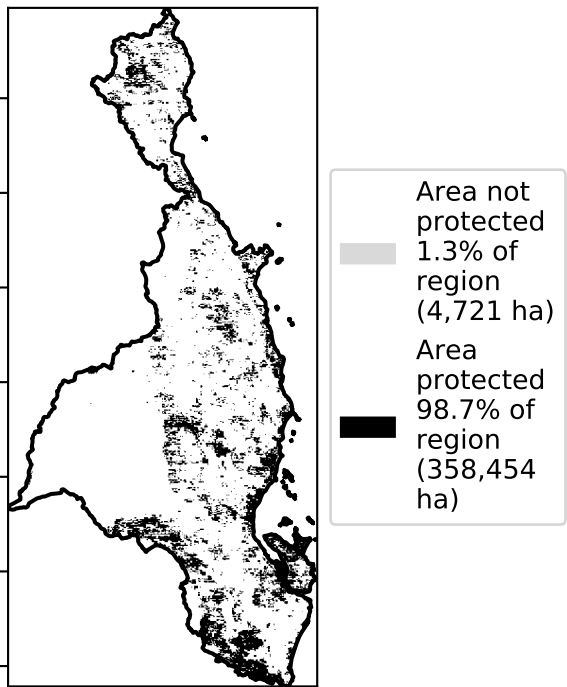 Area not
protected
1.3% of
region
(4,721 ha)
Area
protected
98.7% of
region
(358,454
ha)